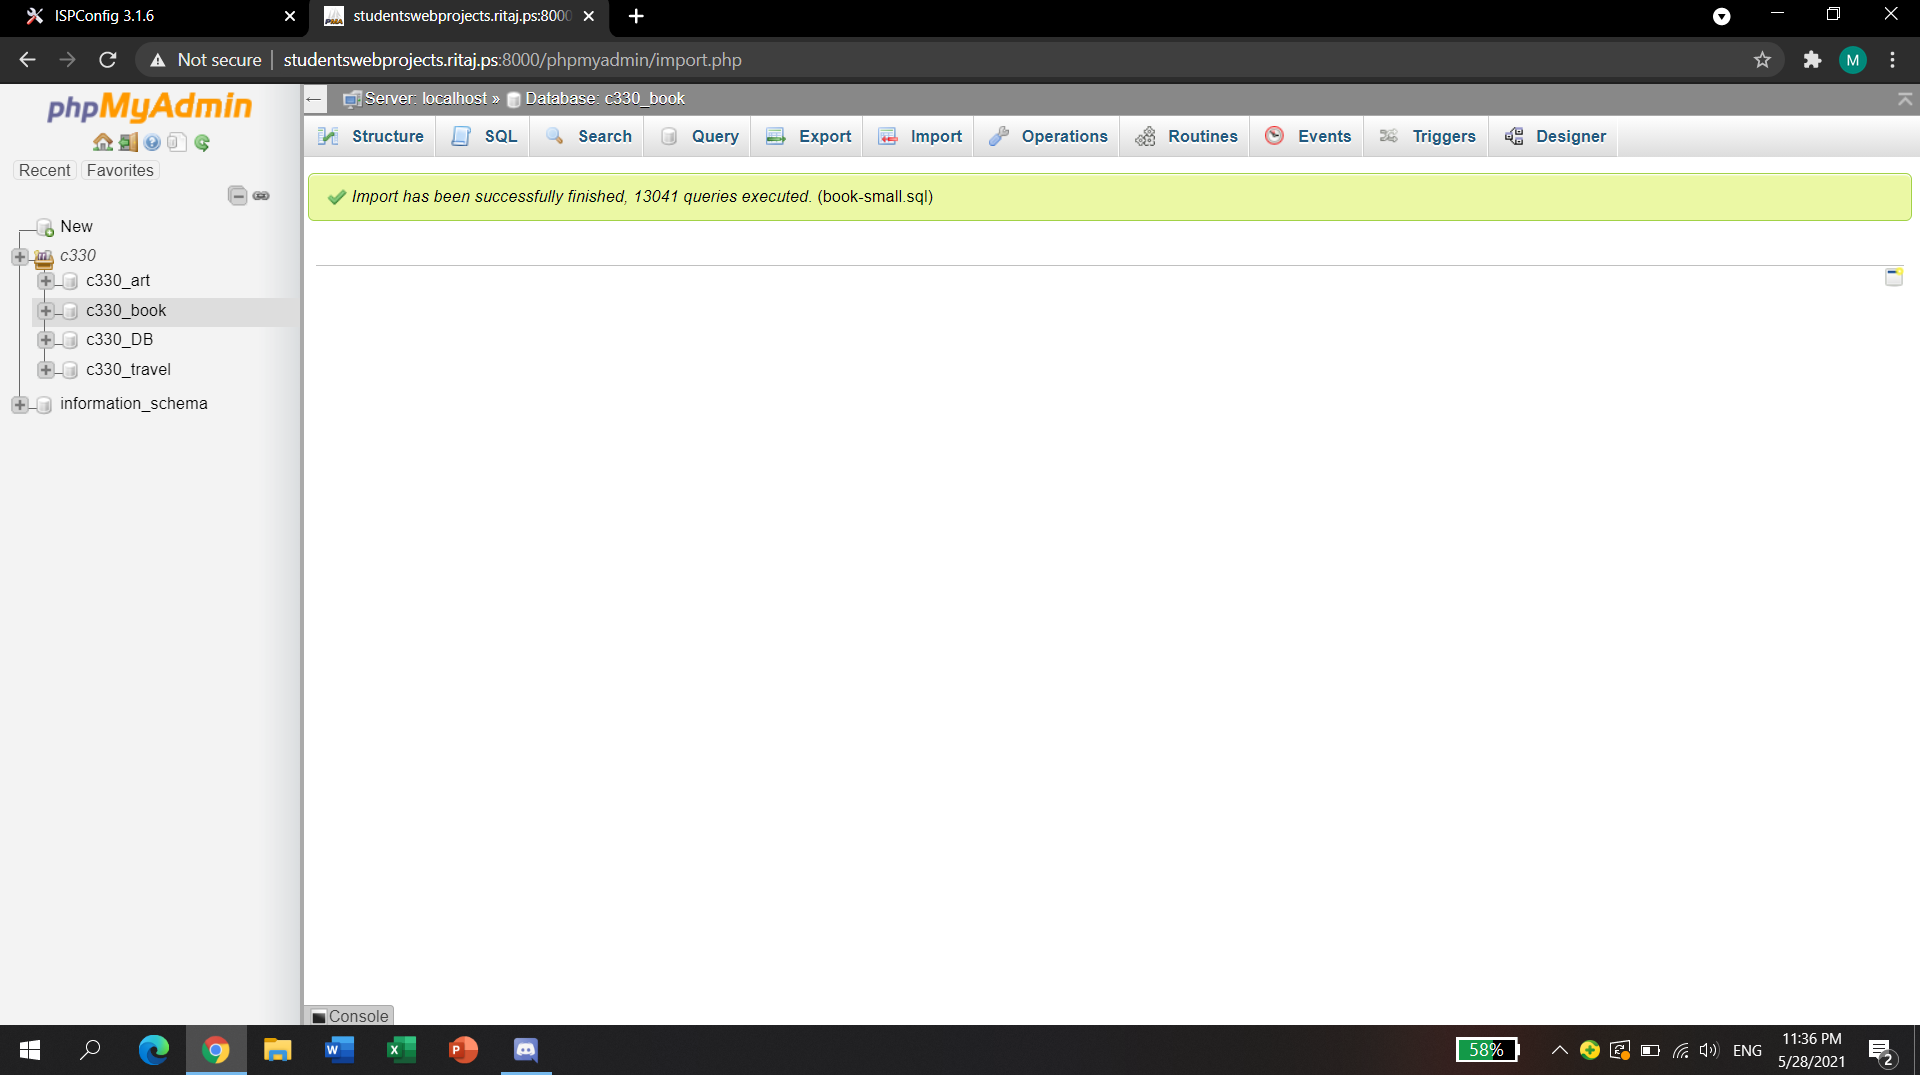 ISPConfig 3.1.6
studentswebprojects.ritaj.ps:8000
Not secure
studentswebprojects.ritaj.ps:8000/phpmyadmin/import.php
M
phpMyAdmin
Recent
Favorites
New
c330
c330_art
c330_book
c330_DB
c330_travel
information_schema
Server: localhost » Database: c330_book
Structure
SQL
Search
Query
Export
Import
Operations
Routines
Events
Triggers
Designer
Import has been successfully finished, 13041 queries executed. (book-small.sql)
Console
58%
ENG
11:36 PM
5/28/2021
2